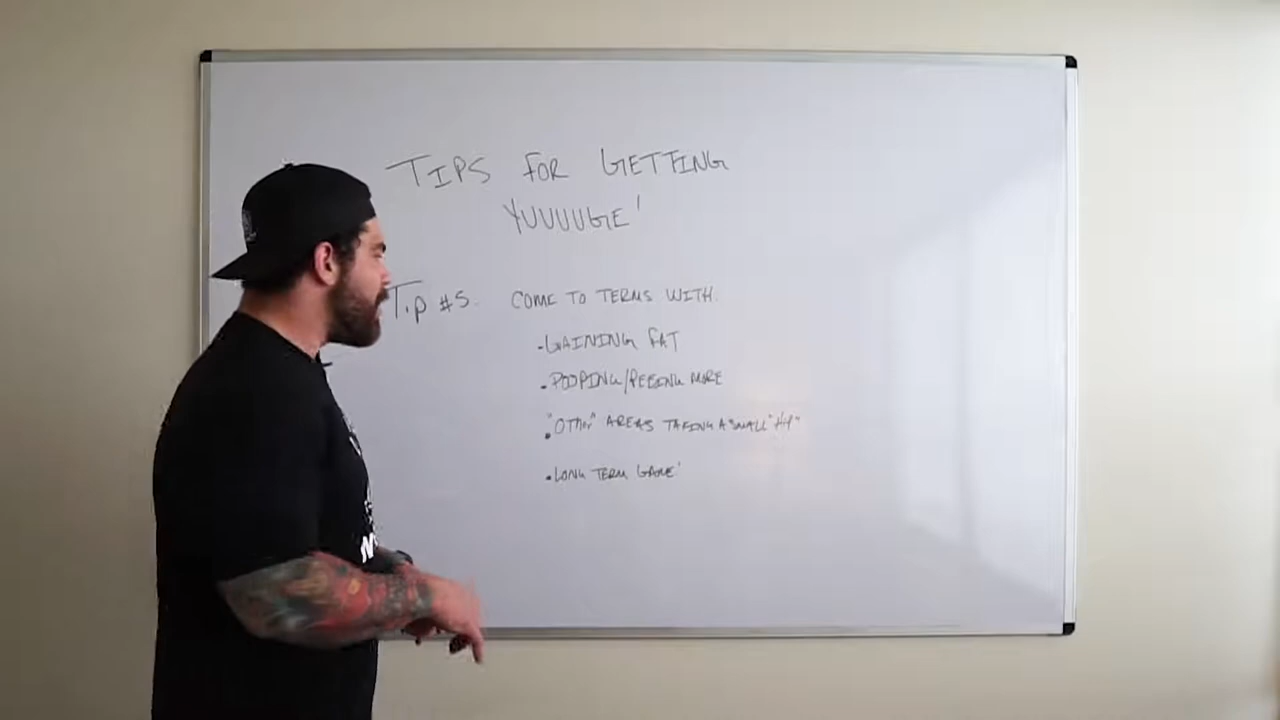 TIPS FOR GETTING
YUUUUGE'
TIP #5. COME TO TERMS WITH.
• GAINING FAT
• POOPING/PEEING MORE
• "OTHER" AREAS TAKING A "SMALL" "HIT"
• LONG TERM GAME'